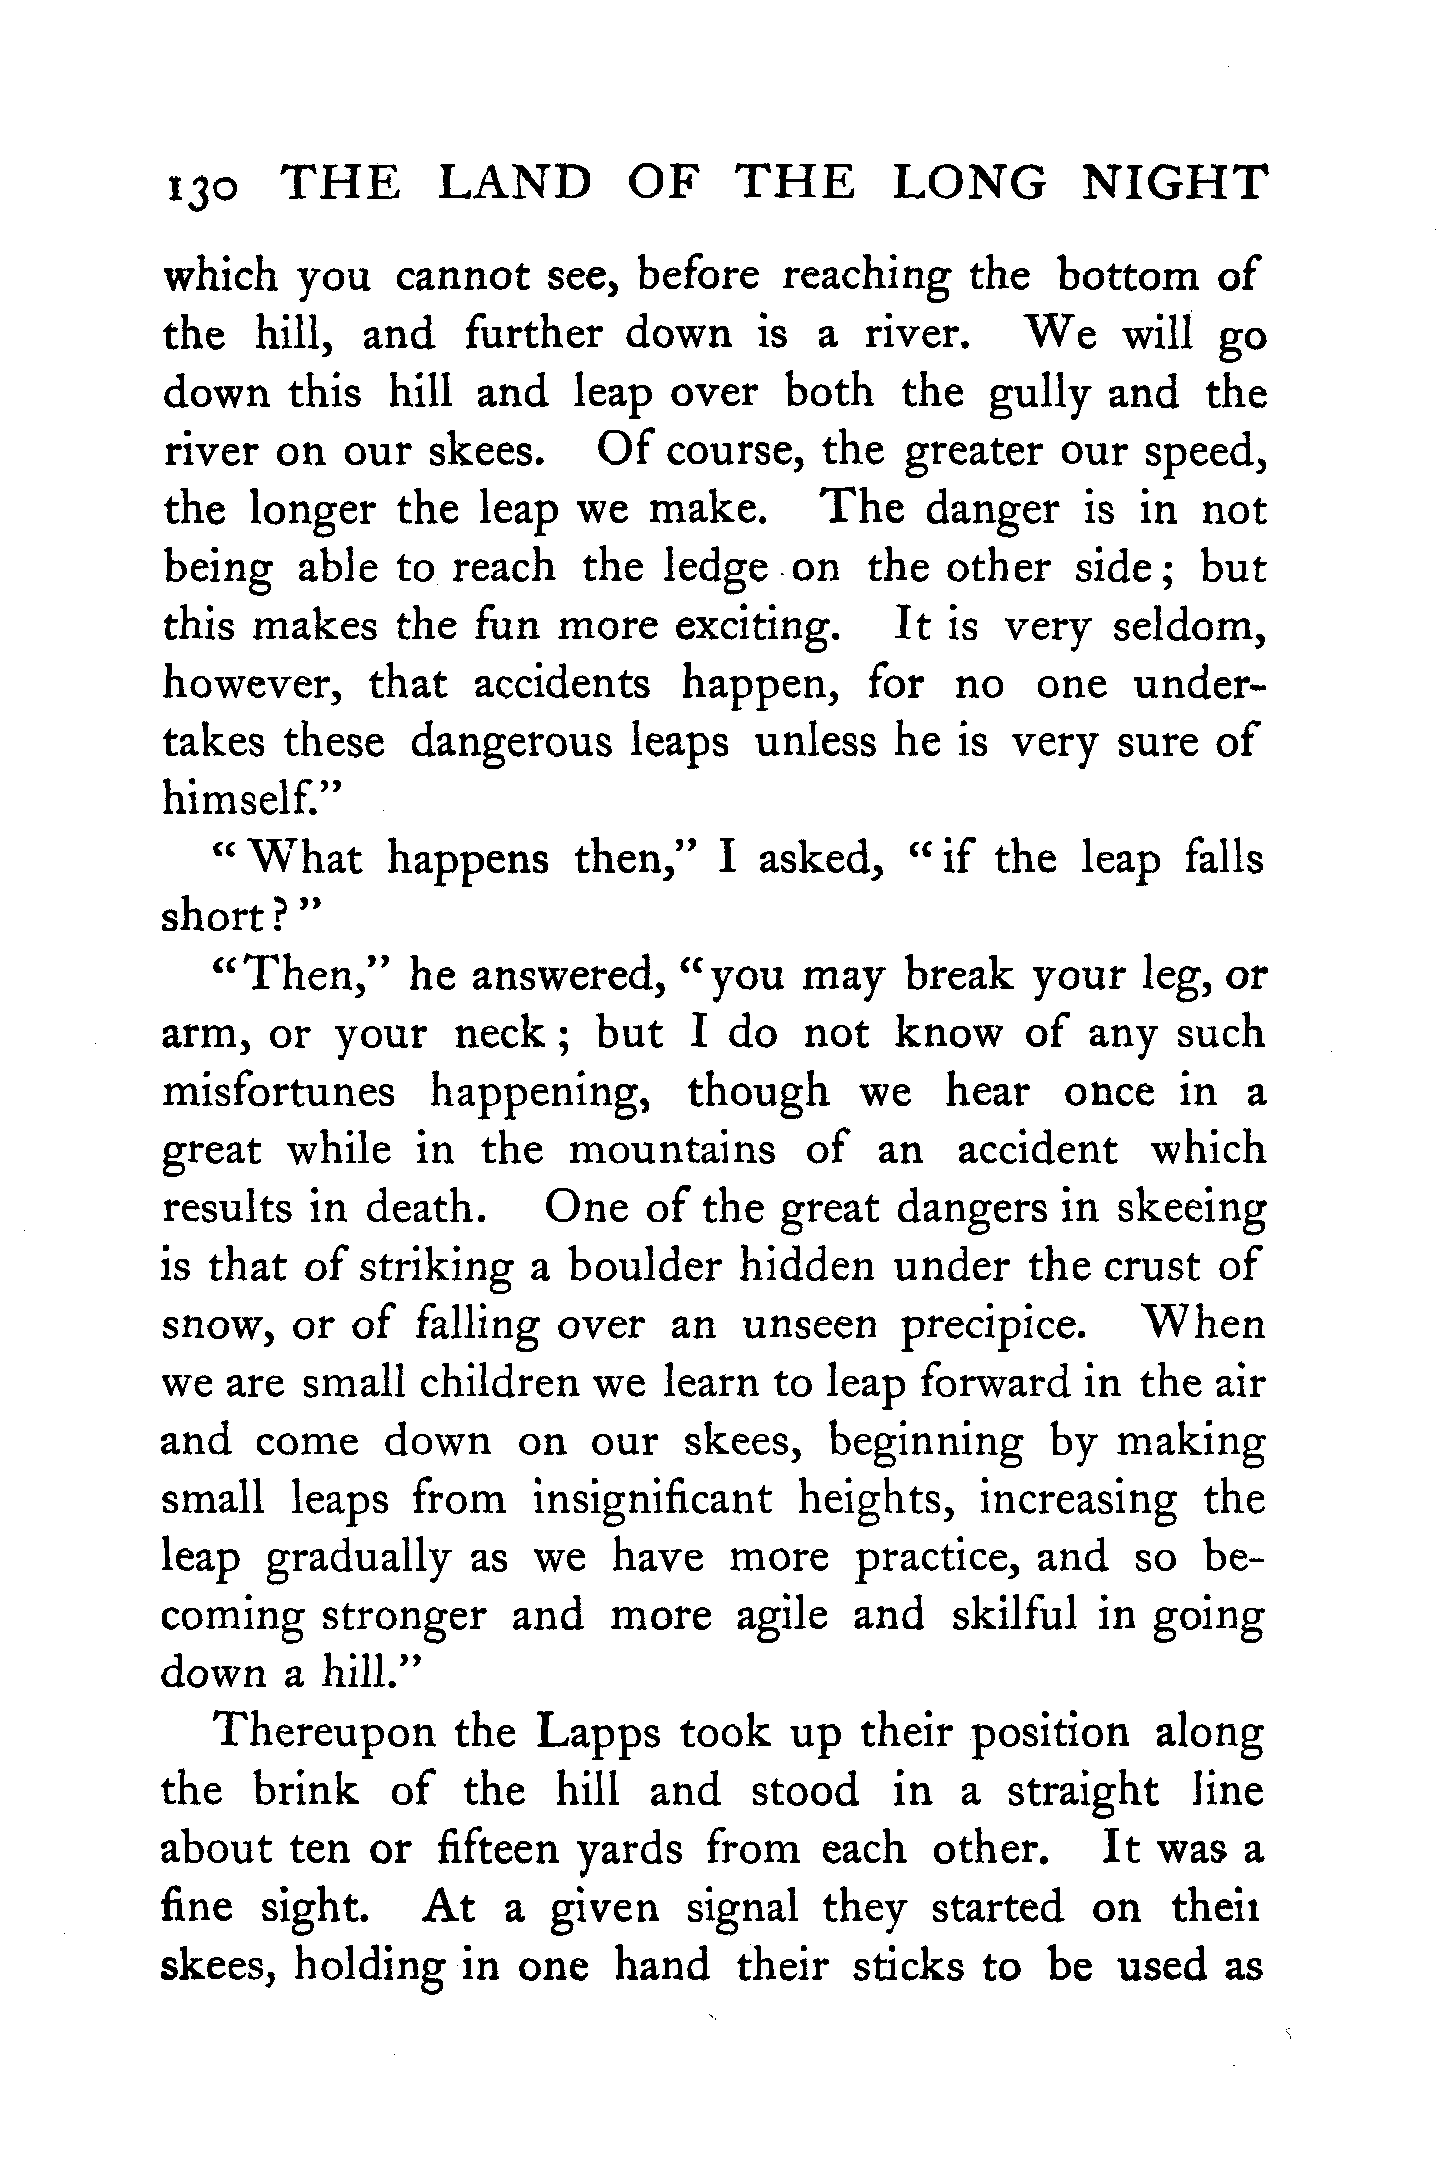 130 THE LAND OF THE LONG NIGHT
which you cannot see, before reaching the bottom of
the hill, and further down is a river. We will go
down this hill and leap over both the gully and the
river on our skees. Of course, the greater our speed,
the longer the leap we make. The danger is in not
being able to reach the ledge on the other side; but
this makes the fun more exciting. It is very seldom,
however, that accidents happen, for no one under-
takes these dangerous leaps unless he is very sure of
himself."
"What happens then," I asked, "if the leap falls
short?"
"Then," he answered, "you may break your leg, or
arm, or your neck; but I do not know of any such
misfortunes happening, though we hear once in a
great while in the mountains of an accident which
results in death. One of the great dangers in skeeing
is that of striking a boulder hidden under the crust of
snow, or of falling over an unseen precipice. When
we are small children we learn to leap forward in the air
and come down on our skees, beginning by making
small leaps from insignificant heights, increasing the
leap gradually as we have more practice, and so be-
coming stronger and more agile and skilful in going
down a hill."
Thereupon the Lapps took up their position along
the brink of the hill and stood in a straight line
about ten or fifteen yards from each other. It was a
fine sight. At a given signal they started on their
skees, holding in one hand their sticks to be used as